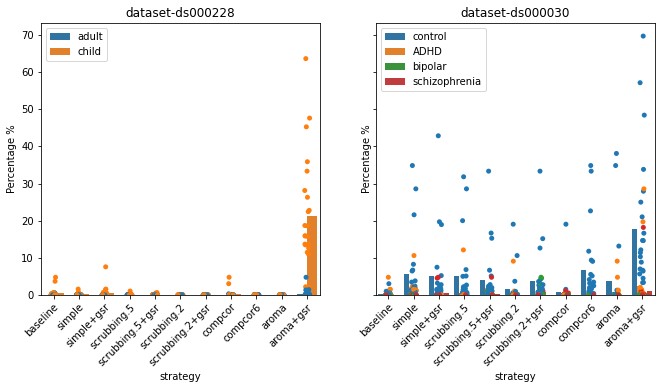 dataset-ds000228
Percentage %
70
60
50
40
30
20
10
0
adult
child
baseline
simple
simple+gsr
scrubbing.5
scrubbing.5+gsr
scrubbing.2
scrubbing.2+gsr
compcor
compcor6
aroma
aroma+gsr
strategy
dataset-ds000030
Percentage %
control
ADHD
bipolar
schizophrenia
baseline
simple
simple+gsr
scrubbing.5
scrubbing.5+gsr
scrubbing.2
scrubbing.2+gsr
compcor
compcor6
aroma
aroma+gsr
strategy